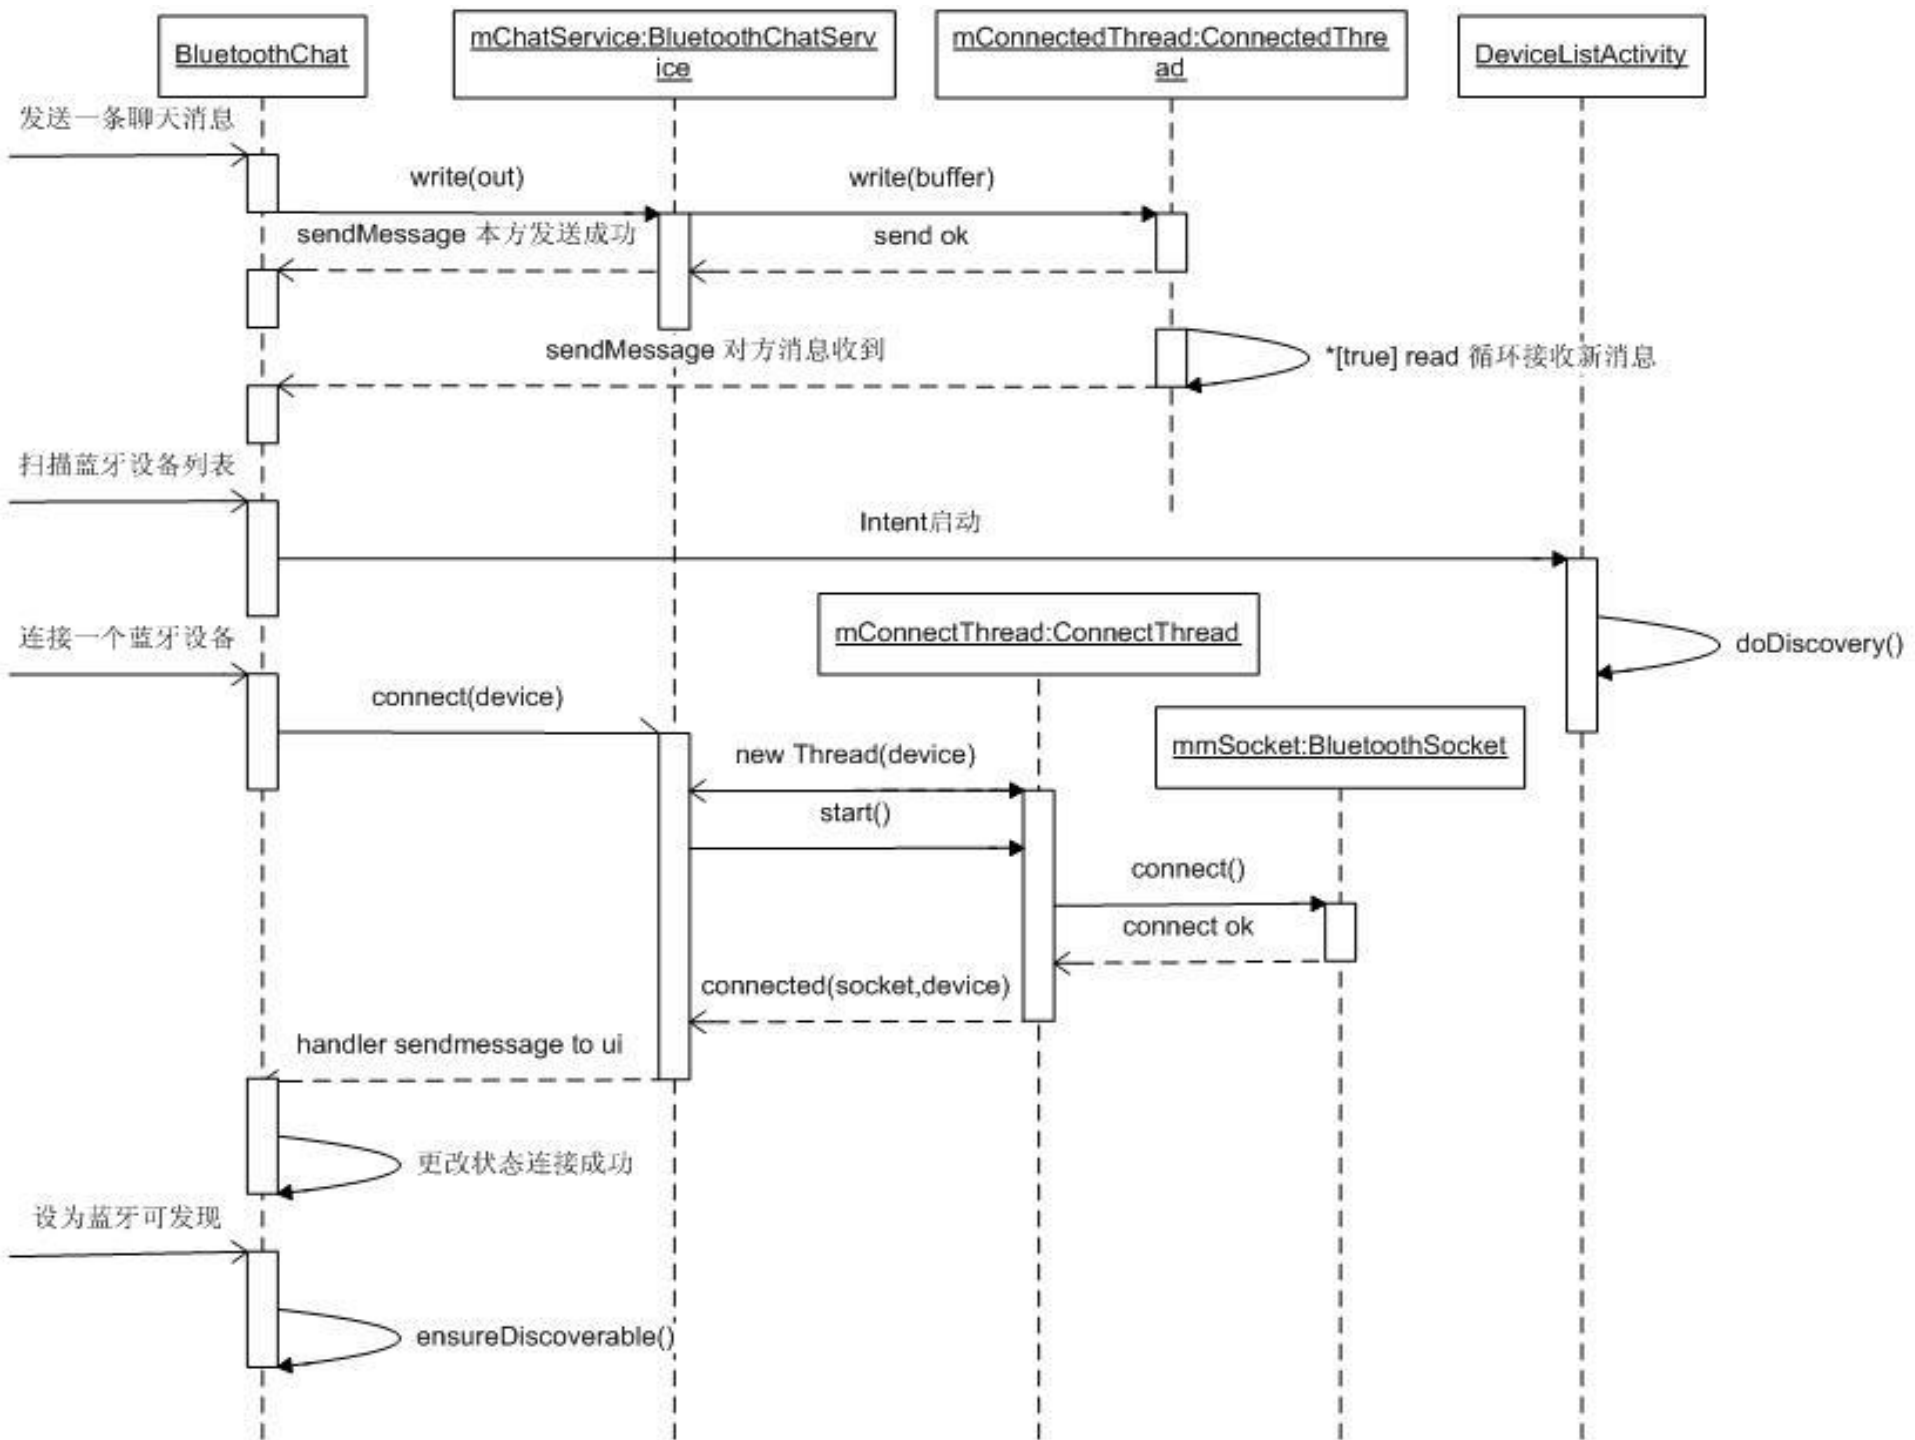 BluetoothChat
mChatService:BluetoothChatServ
ice
mConnectedThread:ConnectedThre
ad
DeviceListActivity
发送一条聊天消息
write(out)
write(buffer)
sendMessage 本方发送成功
send ok
sendMessage 对方消息收到
*[true] read 循环接收新消息
扫描蓝牙设备列表
Intent启动
连接一个蓝牙设备
mConnectThread:ConnectThread
doDiscovery()
connect(device)
mmSocket:BluetoothSocket
new Thread(device)
start()
connect()
connect ok
connected(socket,device)
handler sendmessage to ui
更改状态连接成功
设为蓝牙可发现
ensureDiscoverable()